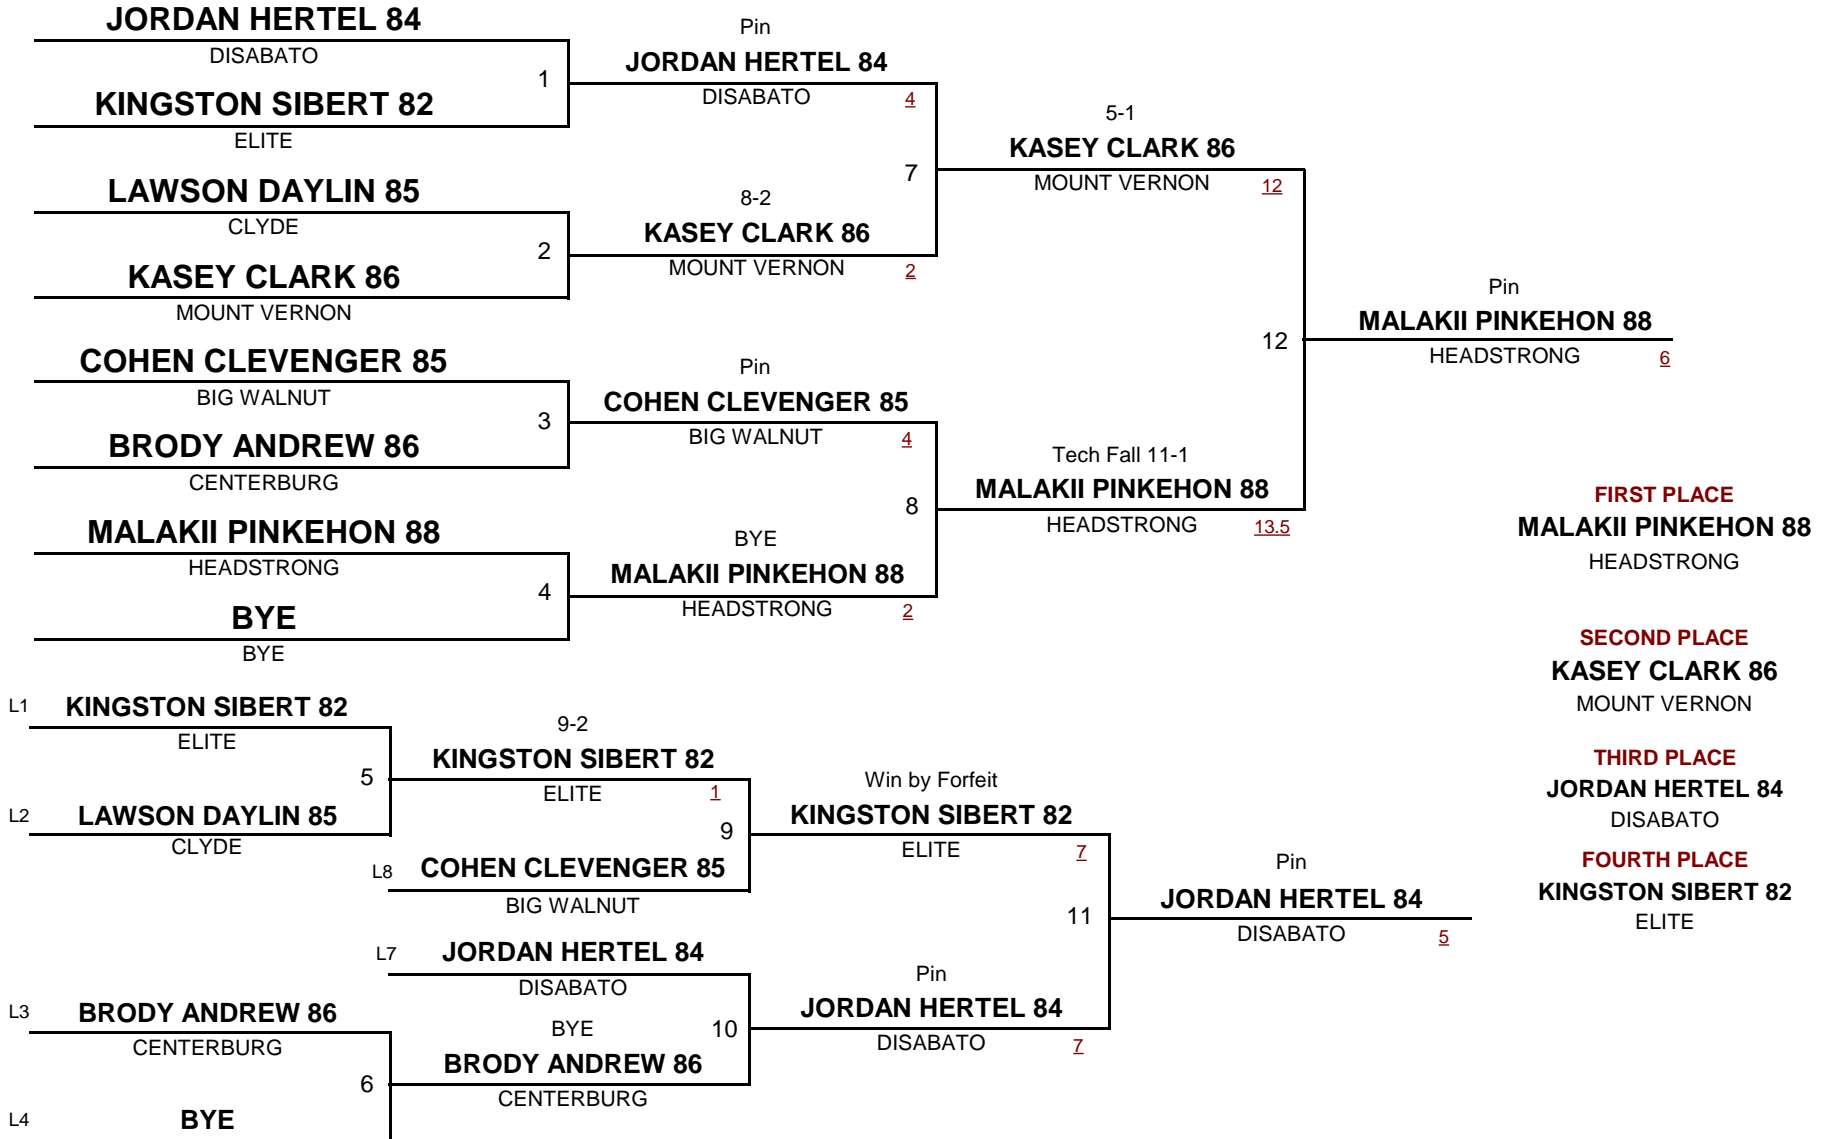 JORDAN HERTEL 84
DISABATO
1
KINGSTON SIBERT 82
ELITE
LAWSON DAYLIN 85
CLYDE
2
KASEY CLARK 86
MOUNT VERNON
COHEN CLEVENGER 85
BIG WALNUT
3
BRODY ANDREW 86
CENTERBURG
MALAKII PINKEHON 88
HEADSTRONG
4
BYE
BYE
Pin
JORDAN HERTEL 84
DISABATO 4
7
8-2
KASEY CLARK 86
MOUNT VERNON 2
Pin
COHEN CLEVENGER 85
BIG WALNUT 4
8
BYE
MALAKII PINKEHON 88
HEADSTRONG 2
5-1
KASEY CLARK 86
MOUNT VERNON 12
12
Tech Fall 11-1
MALAKII PINKEHON 88
HEADSTRONG 13.5
Pin
MALAKII PINKEHON 88
HEADSTRONG 6
FIRST PLACE
MALAKII PINKEHON 88
HEADSTRONG
SECOND PLACE
KASEY CLARK 86
MOUNT VERNON
THIRD PLACE
JORDAN HERTEL 84
DISABATO
FOURTH PLACE
KINGSTON SIBERT 82
ELITE
L1 KINGSTON SIBERT 82
ELITE
5
L2 LAWSON DAYLIN 85
CLYDE
9-2
KINGSTON SIBERT 82
ELITE 1
9
L8 COHEN CLEVENGER 85
BIG WALNUT
L7 JORDAN HERTEL 84
DISABATO
L3 BRODY ANDREW 86
CENTERBURG
6
L4 BYE
BYE
10
BRODY ANDREW 86
CENTERBURG
Win by Forfeit
KINGSTON SIBERT 82
ELITE 7
11
Pin
JORDAN HERTEL 84
DISABATO 7
Pin
JORDAN HERTEL 84
DISABATO 5